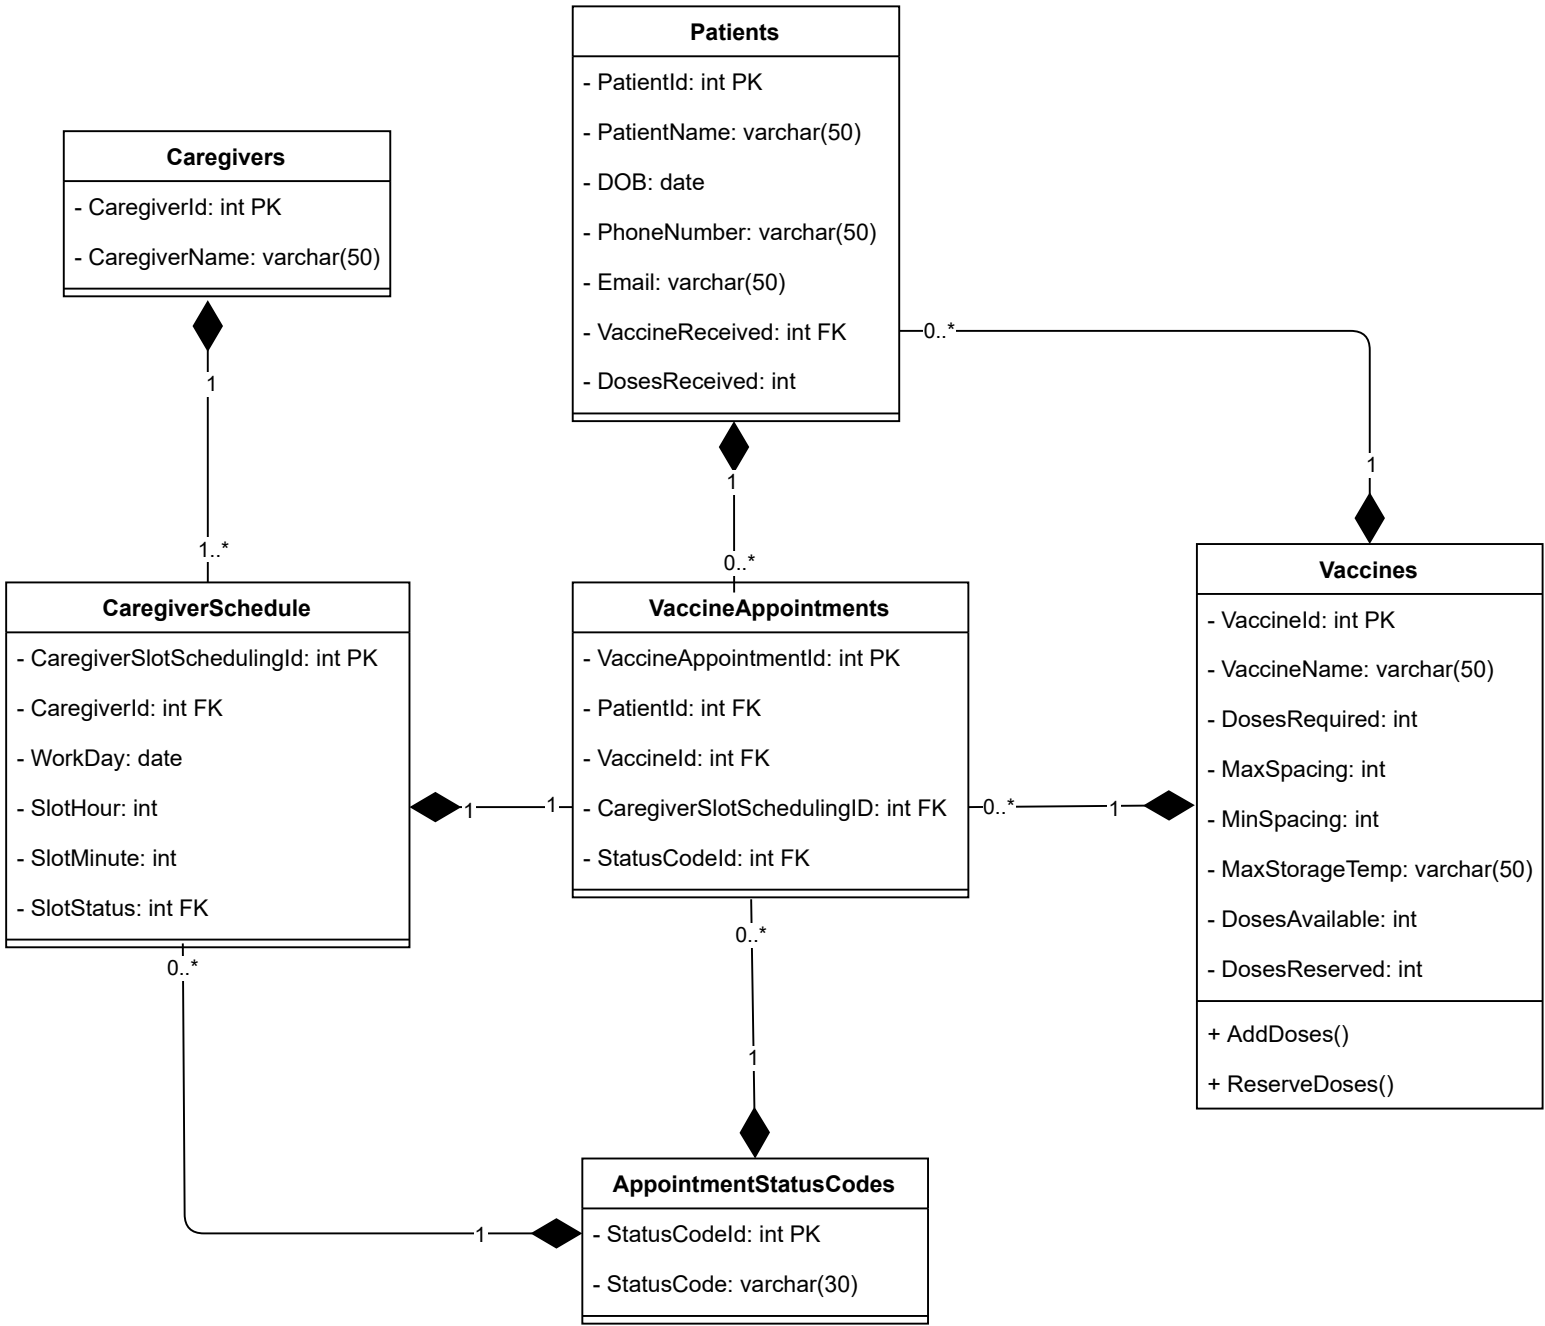 Patients
- PatientId: int PK
- PatientName: varchar(50)
- DOB: date
- PhoneNumber: varchar(50)
- Email: varchar(50)
- VaccineReceived: int FK
- DosesReceived: int
Caregivers
- CaregiverId: int PK
- CaregiverName: varchar(50)
1
1..*
1
0..*
0..*
1
CaregiverSchedule
- CaregiverSlotSchedulingId: int PK
- CaregiverId: int FK
- WorkDay: date
- SlotHour: int
- SlotMinute: int
- SlotStatus: int FK
1
1
VaccineAppointments
- VaccineAppointmentId: int PK
- PatientId: int FK
- VaccineId: int FK
- CaregiverSlotSchedulingID: int FK
- StatusCodeId: int FK
0..*
1
Vaccines
- VaccineId: int PK
- VaccineName: varchar(50)
- DosesRequired: int
- MaxSpacing: int
- MinSpacing: int
- MaxStorageTemp: varchar(50)
- DosesAvailable: int
- DosesReserved: int
+ AddDoses()
+ ReserveDoses()
0..*
1
0..*
1
AppointmentStatusCodes
- StatusCodeId: int PK
- StatusCode: varchar(30)